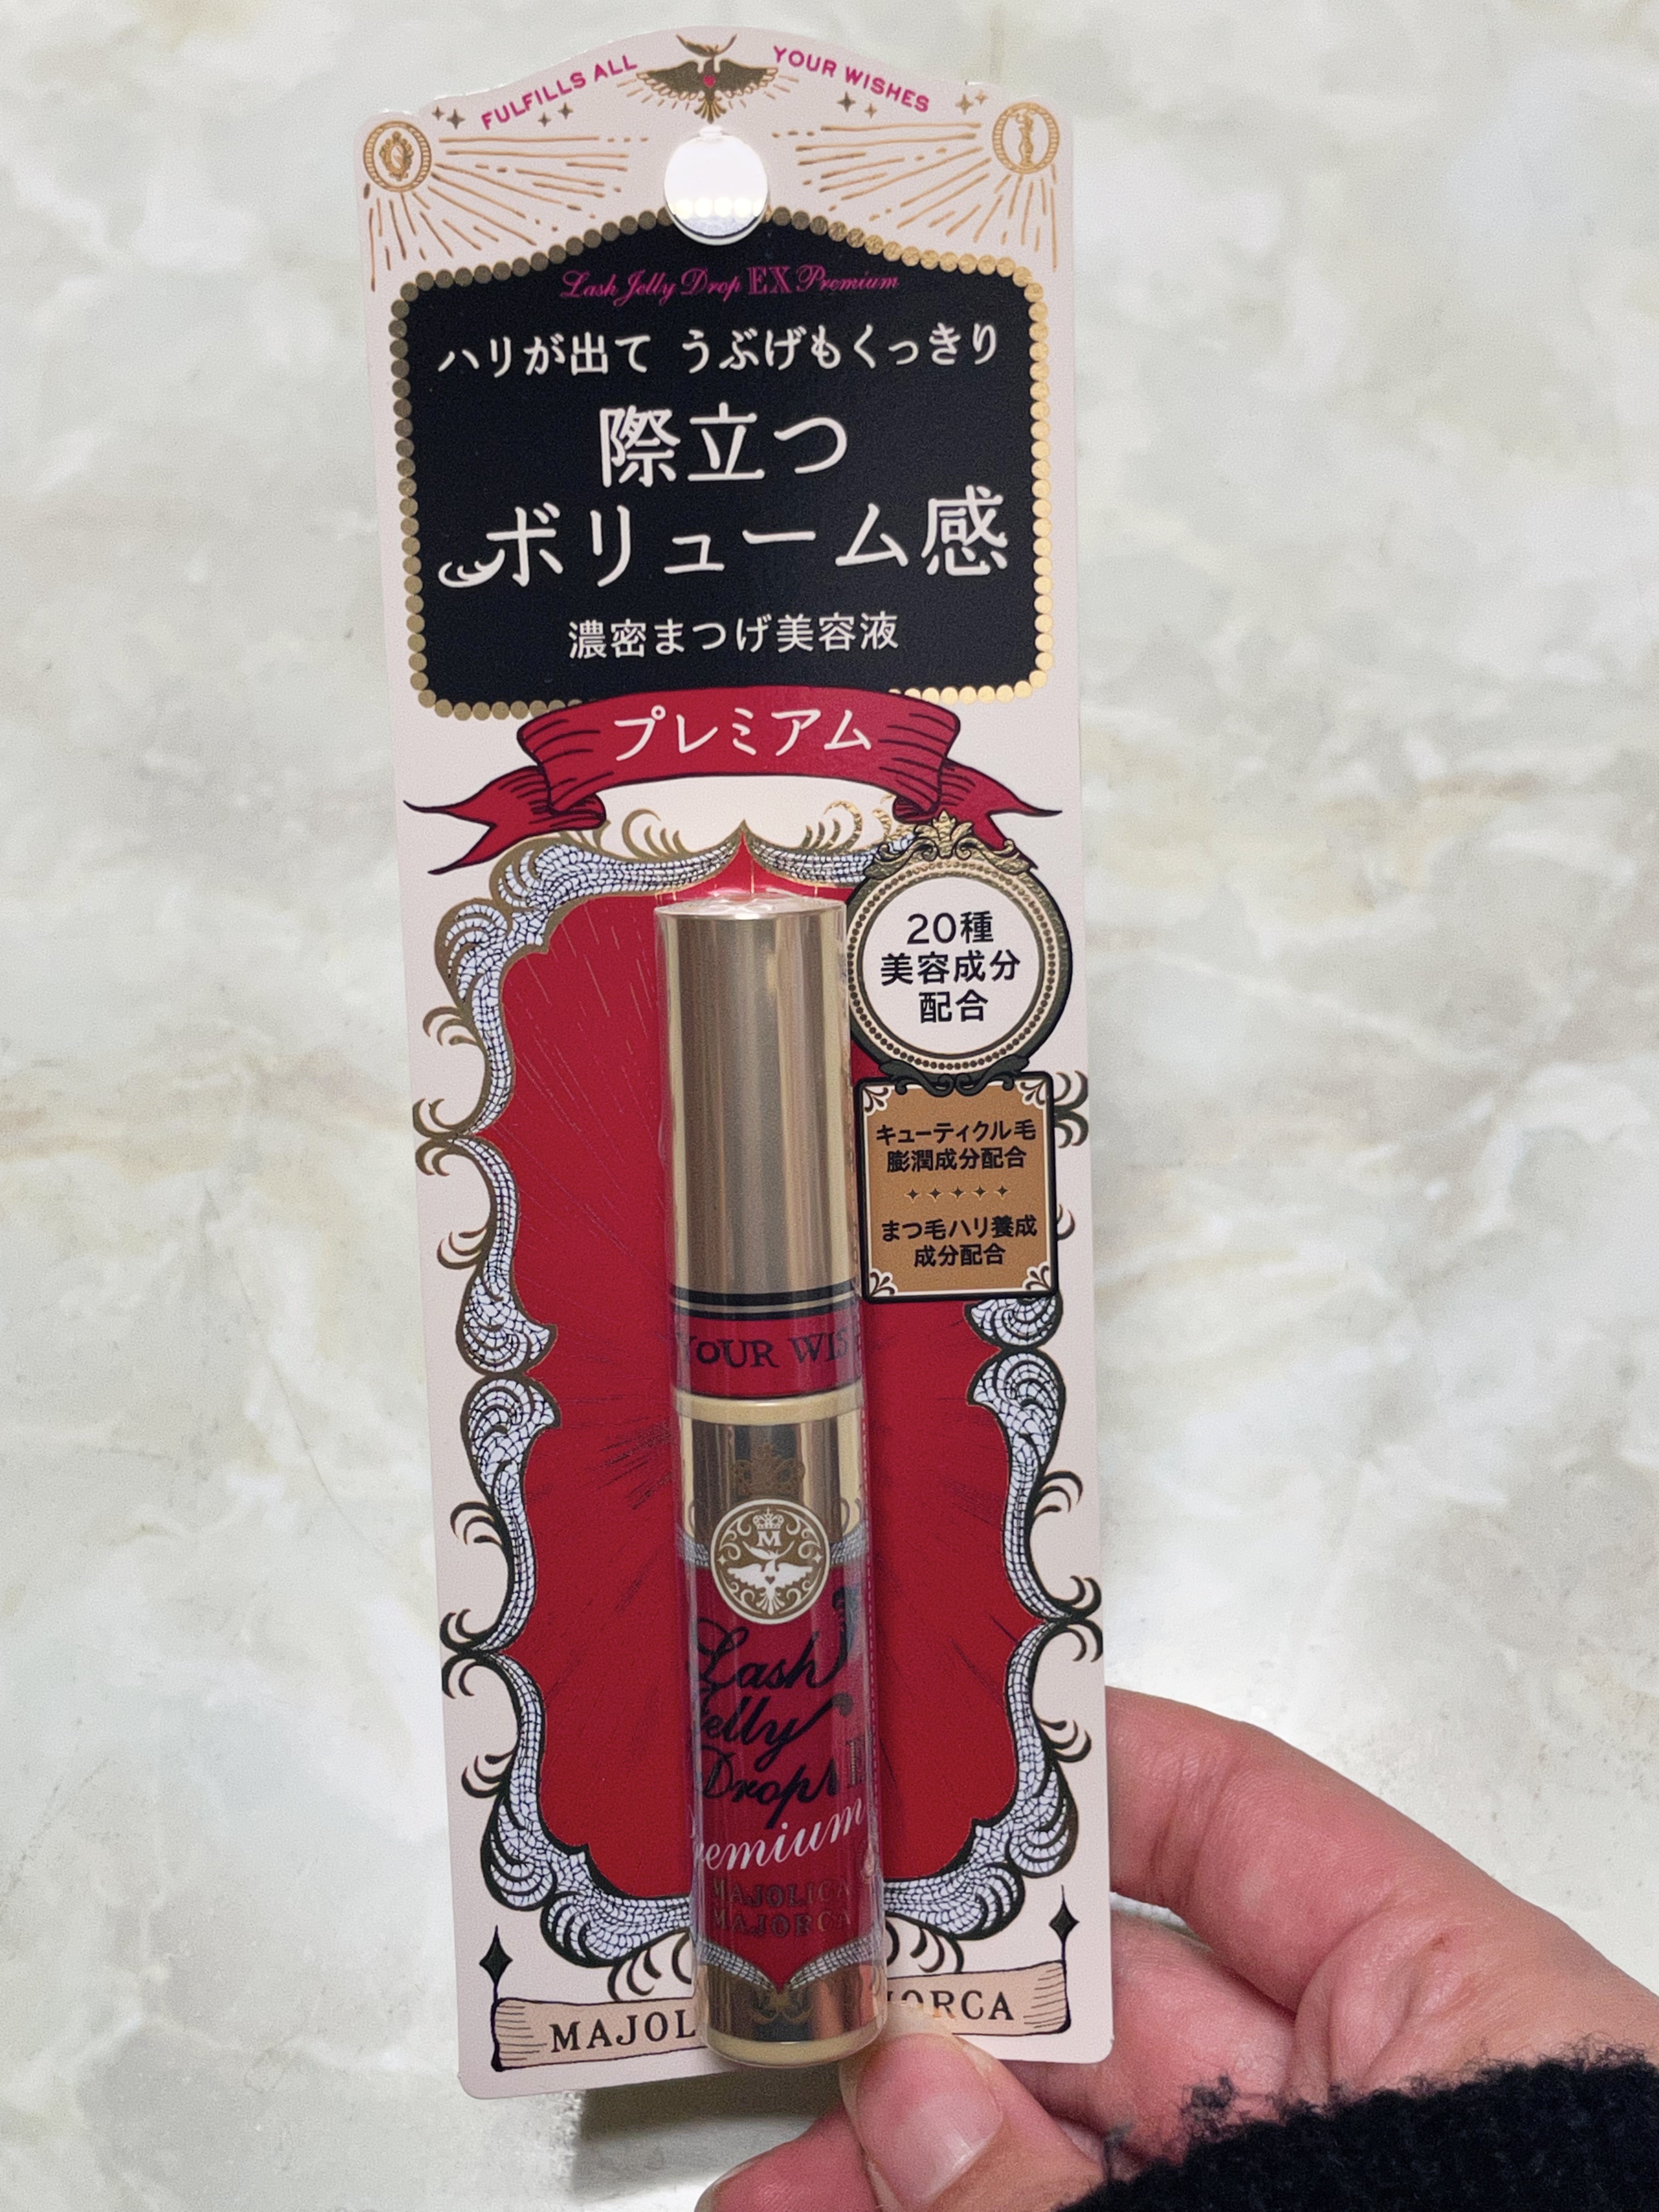 FULFILLS ALL YOUR WISHES
Lash Jelly Drop EX Premium
ハリが出て うぶげもくっきり
際立つ
ボリューム感
濃密まつげ美容液
プレミアム
20種
美容成分
配合
キューティクル毛
膨潤成分配合
まつ毛ハリ養成
成分配合
YOUR WIS
M
Lash
Jelly
Drop E
remium
MAJOLICA
MAJORCA
MAJOL ORCA